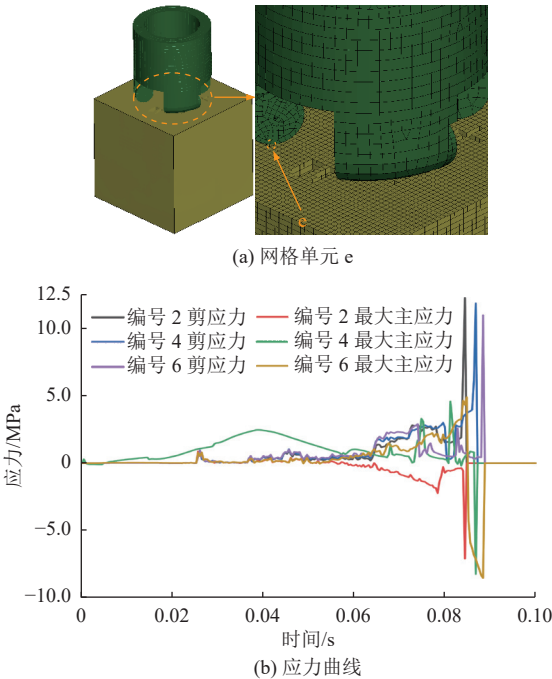 e
(a) 网格单元 e
12.5
编号 2 剪应力 编号 2 最大主应力
编号 4 剪应力 编号 4 最大主应力
编号 6 剪应力 编号 6 最大主应力
5.0
0
−5.0
−10.0
应力/MPa
0 0.02 0.04 0.06 0.08 0.10
时间/s
(b) 应力曲线